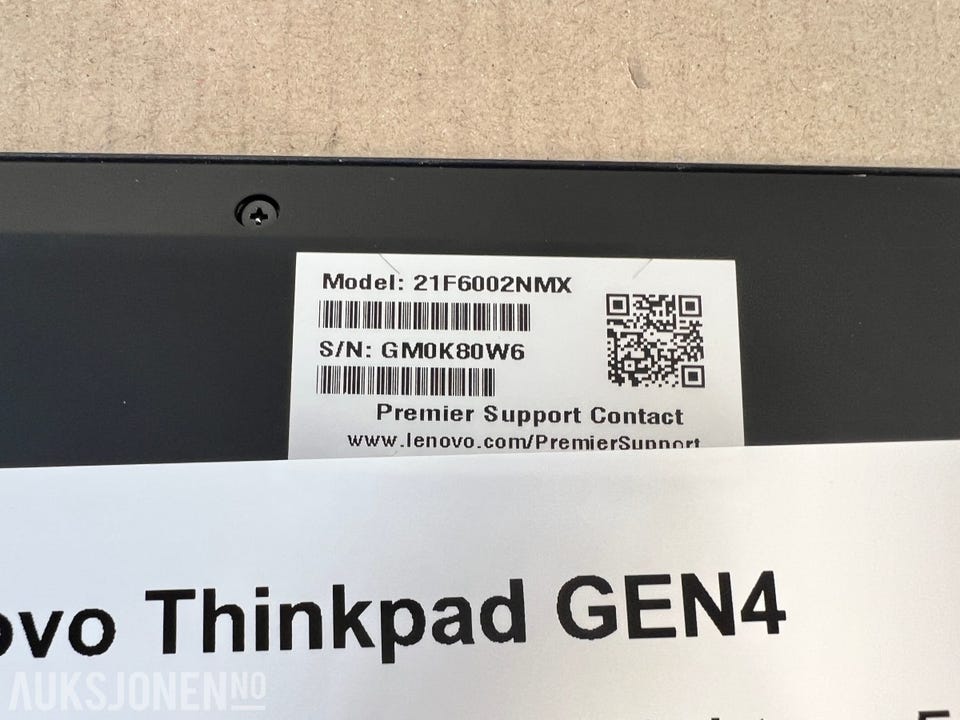 Model: 21F6002NMX
S/N: GM0K80W6
Premier Support Contact
www.lenovo.com/PremierSupport
ovo Thinkpad GEN4
AUKSJONEN NO